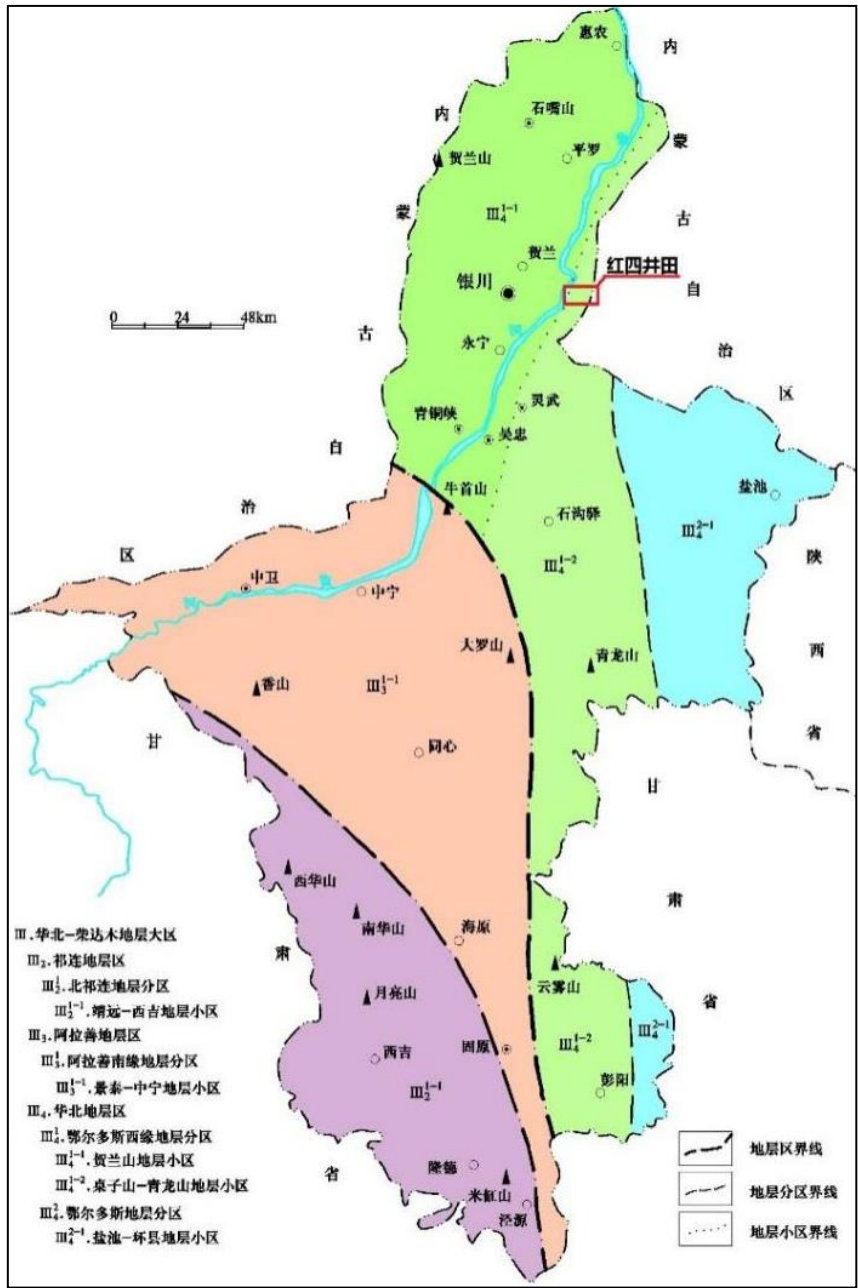 惠农
内
石嘴山
内
平罗
蒙
贺兰山
Ⅲ₄¹⁻¹
古
蒙
贺兰
红四井田
银川
自
0 24 48km
古
永宁
河
治
灵武
区
青铜峡
吴忠
自
牛首山
盐池
治
石沟驿
Ⅲ₄²⁻¹
陕
区
Ⅲ₄¹⁻²
中卫
黄
河
中宁
大罗山
青龙山
西
香山
Ⅲ₃¹⁻¹
省
甘
同心
甘
西华山
肃
南华山
海原
Ⅲ.华北-柴达木地层大区
肃
云雾山
Ⅲ₂.祁连地层区
省
Ⅲ₂¹.北祁连地层分区
月亮山
Ⅲ₄²⁻¹
Ⅲ₂¹⁻¹.靖远-西吉地层小区
Ⅲ₃.阿拉善地层区
固原
Ⅲ₄¹⁻²
西吉
Ⅲ₃¹.阿拉善南缘地层分区
彭阳
Ⅲ₃¹⁻¹.景泰-中宁地层小区
Ⅲ₂¹⁻¹
Ⅲ₄.华北地层区
Ⅲ₄¹.鄂尔多斯西缘地层分区
地层区界线
Ⅲ₄¹⁻¹.贺兰山地层小区
省
隆德
Ⅲ₄¹⁻².桌子山-青龙山地层小区
米缸山
地层分区界线
Ⅲ₄².鄂尔多斯地层分区
泾源
Ⅲ₄²⁻¹.盐池-环县地层小区
地层小区界线